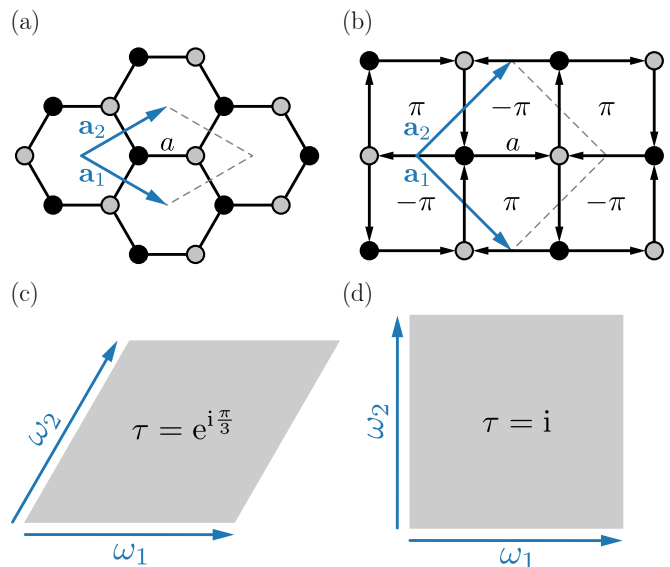 (a)
(b)
a₂
a
a₁
π
−π
π
a₂
a
a₁
−π
π
−π
(c)
(d)
ω₂
τ = e^{iπ/3}
ω₁
ω₂
τ = i
ω₁